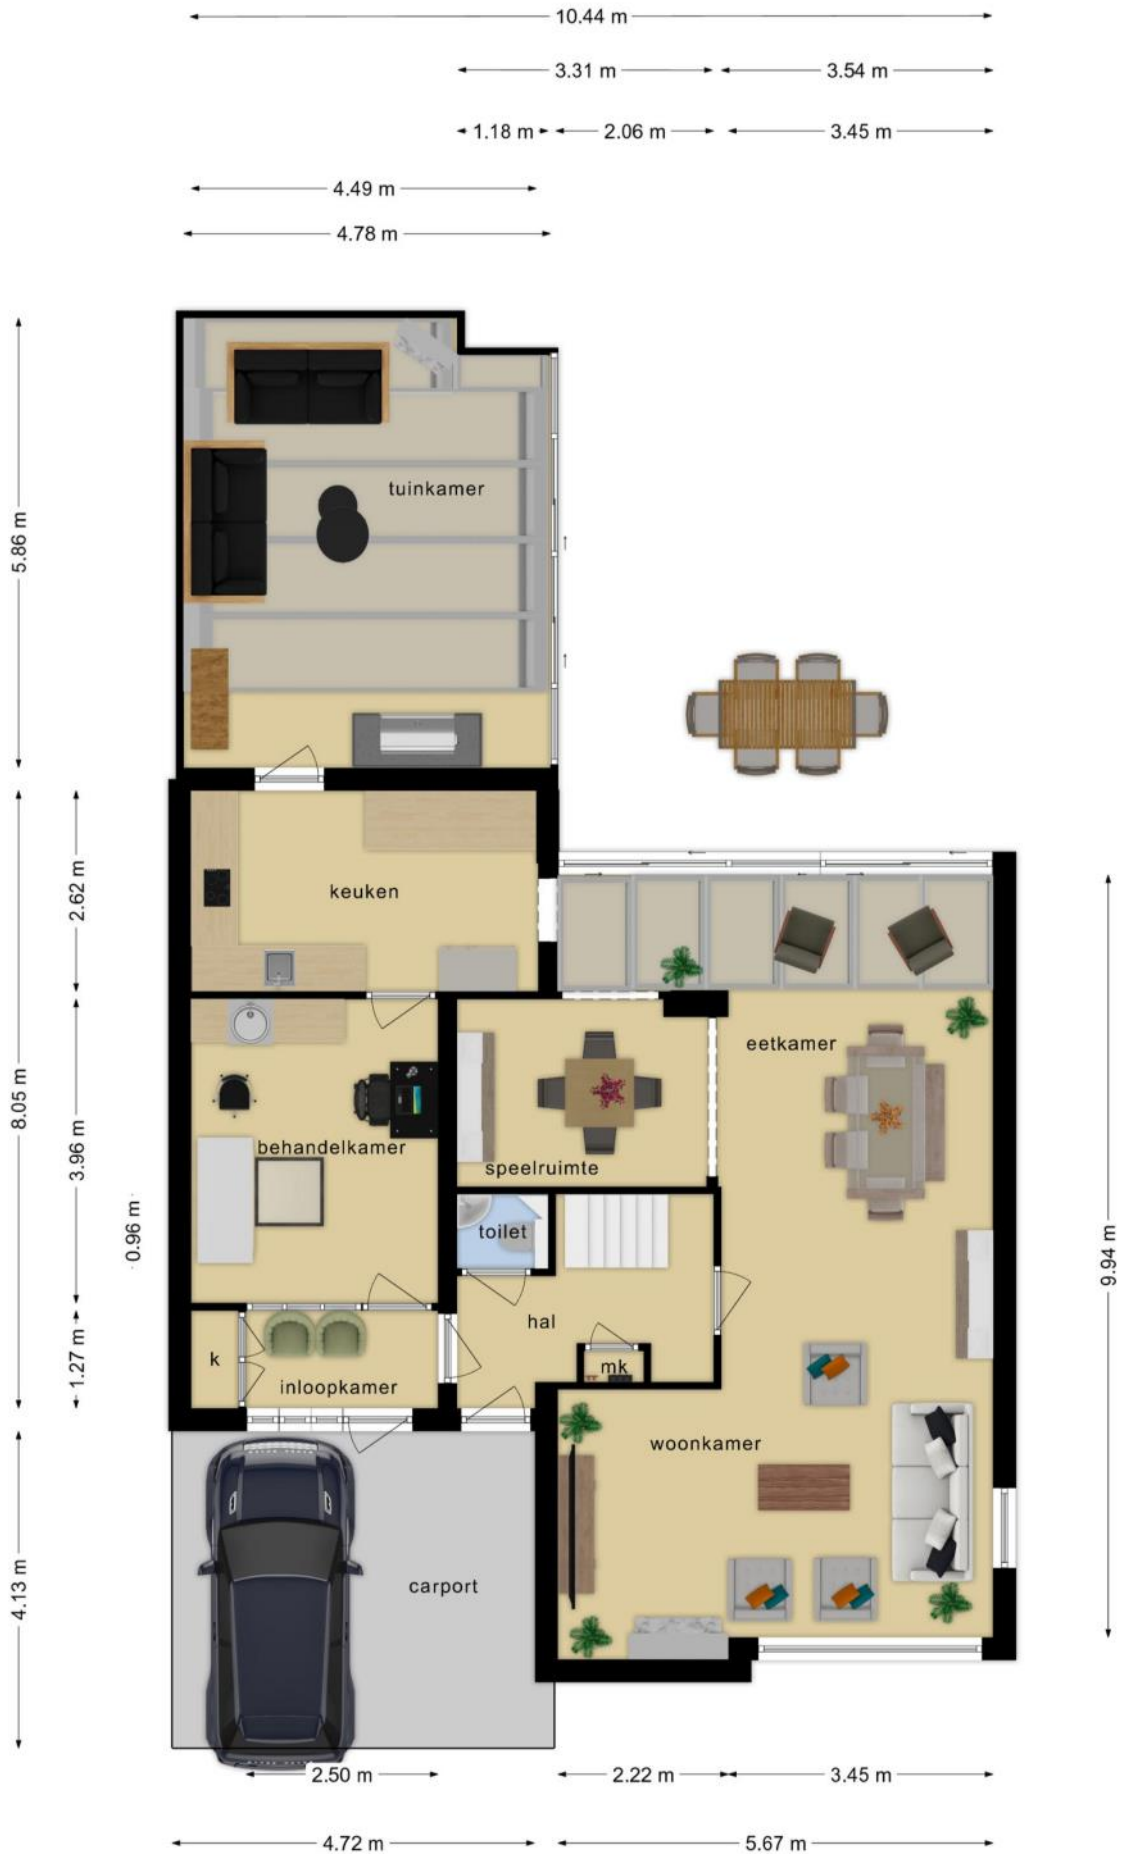 10.44 m
3.31 m
3.54 m
1.18 m
2.06 m
3.45 m
4.49 m
4.78 m
5.86 m
tuinkamer
2.62 m
keuken
8.05 m
3.96 m
eetkamer
behandelkamer
speelruimte
0.96 m
toilet
9.94 m
hal
1.27 m
k
mk
inloopkamer
woonkamer
4.13 m
carport
2.50 m
2.22 m
3.45 m
4.72 m
5.67 m